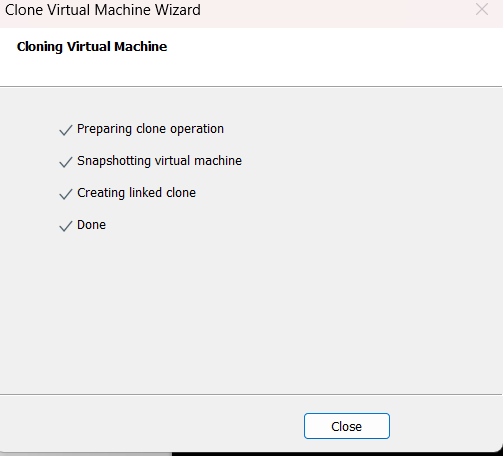 Clone Virtual Machine Wizard
Cloning Virtual Machine
Preparing clone operation
Snapshotting virtual machine
Creating linked clone
Done
Close